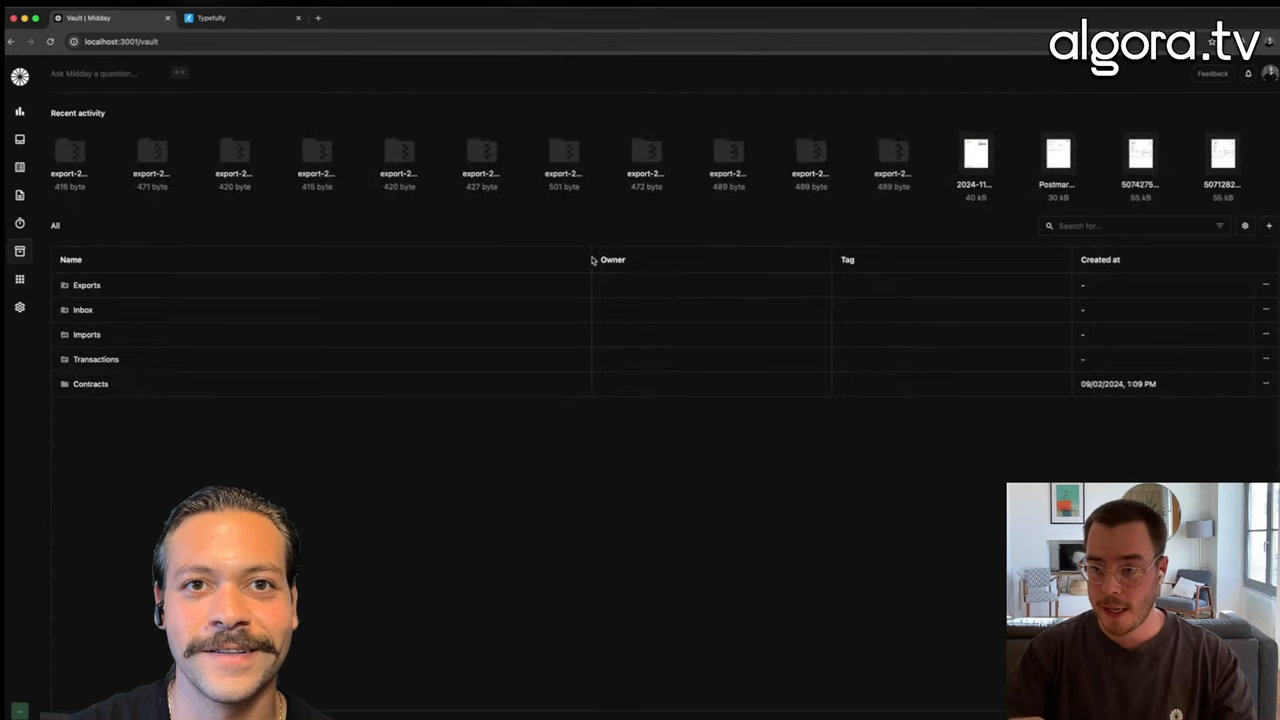 Vault | Midday
Typefully
localhost:3001/vault
algora.tv
Ask Midday a question...
⌘K
Feedback
Recent activity
export-2... export-2... export-2... export-2... export-2... export-2... export-2... export-2... export-2... export-2... export-2... 2024-11... Postmar... 5074275... 5071282...
416 byte 471 byte 420 byte 415 byte 420 byte 427 byte 501 byte 472 byte 489 byte 489 byte 489 byte 40 kB 30 kB 55 kB 55 kB
All
Search for...
Name Owner Tag Created at
Exports -
Inbox -
Imports -
Transactions -
Contracts 09/02/2024, 1:09 PM